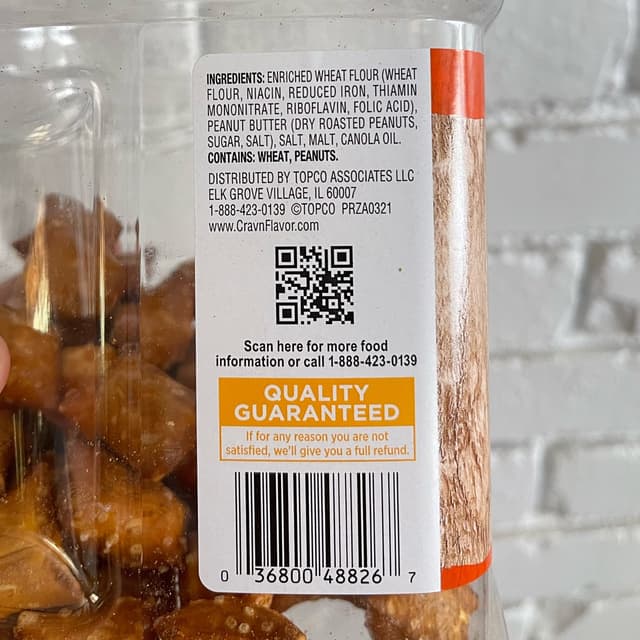 INGREDIENTS: ENRICHED WHEAT FLOUR (WHEAT
FLOUR, NIACIN, REDUCED IRON, THIAMIN
MONONITRATE, RIBOFLAVIN, FOLIC ACID),
PEANUT BUTTER (DRY ROASTED PEANUTS,
SUGAR, SALT), SALT, MALT, CANOLA OIL.
CONTAINS: WHEAT, PEANUTS.
DISTRIBUTED BY TOPCO ASSOCIATES LLC
ELK GROVE VILLAGE, IL 60007
1-888-423-0139 ©TOPCO PRZA0321
www.CravnFlavor.com
Scan here for more food
information or call 1-888-423-0139
QUALITY
GUARANTEED
If for any reason you are not
satisfied, we'll give you a full refund.
0 36800 48826 7